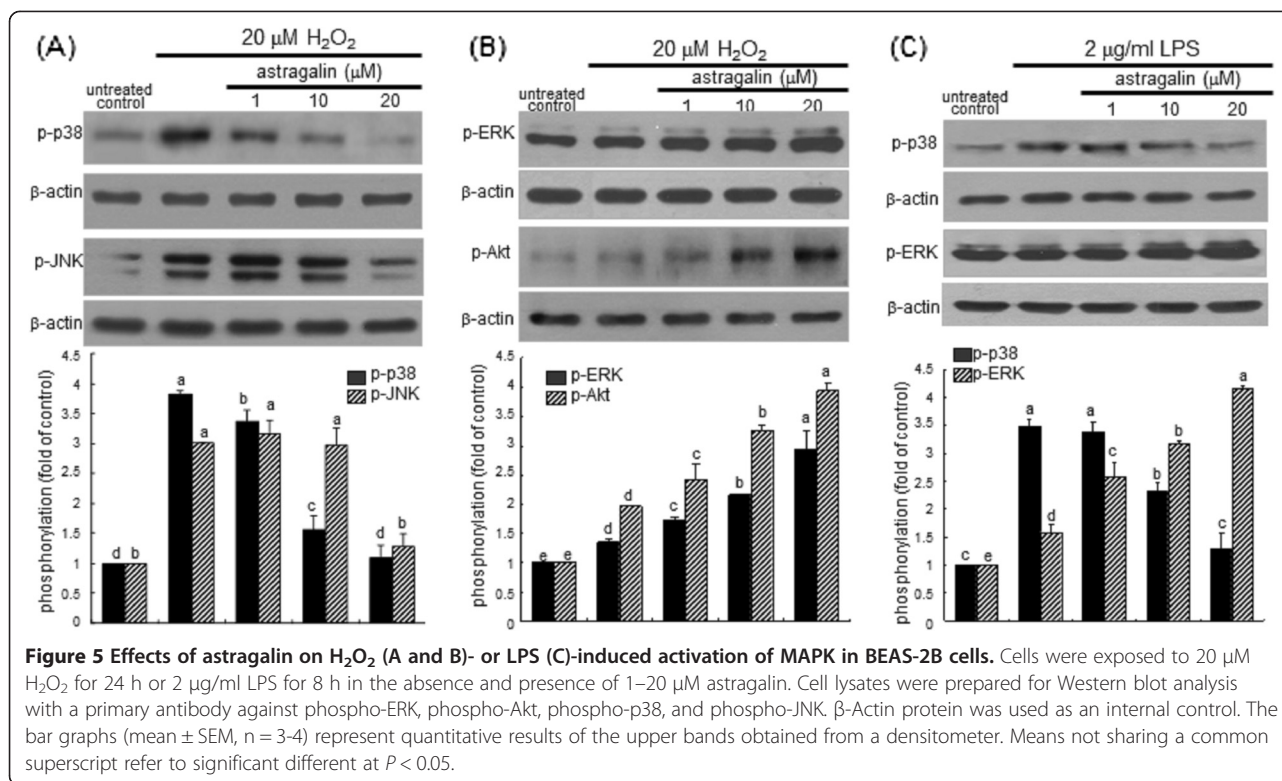 (A)
20 μM H₂O₂
astragalin (μM)
untreated
control
1 10 20
p-p38
β-actin
p-JNK
β-actin
phosphorylation (fold of control)
4.5
4
3.5
3
2.5
2
1.5
1
0.5
0
p-p38
p-JNK
d b a a b a c a d b
(B)
20 μM H₂O₂
astragalin (μM)
untreated
control
1 10 20
p-ERK
β-actin
p-Akt
β-actin
phosphorylation (fold of control)
4.5
4
3.5
3
2.5
2
1.5
1
0.5
0
p-ERK
p-Akt
e e d d c c b b a a
(C)
2 μg/ml LPS
astragalin (μM)
untreated
control
1 10 20
p-p38
β-actin
p-ERK
β-actin
phosphorylation (fold of control)
4.5
4
3.5
3
2.5
2
1.5
1
0.5
0
p-p38
p-ERK
c e a d a c b b c a
Figure 5 Effects of astragalin on H₂O₂ (A and B)- or LPS (C)-induced activation of MAPK in BEAS-2B cells. Cells were exposed to 20 μM
H₂O₂ for 24 h or 2 μg/ml LPS for 8 h in the absence and presence of 1–20 μM astragalin. Cell lysates were prepared for Western blot analysis
with a primary antibody against phospho-ERK, phospho-Akt, phospho-p38, and phospho-JNK. β-Actin protein was used as an internal control. The
bar graphs (mean ± SEM, n = 3-4) represent quantitative results of the upper bands obtained from a densitometer. Means not sharing a common
superscript refer to significant different at P < 0.05.